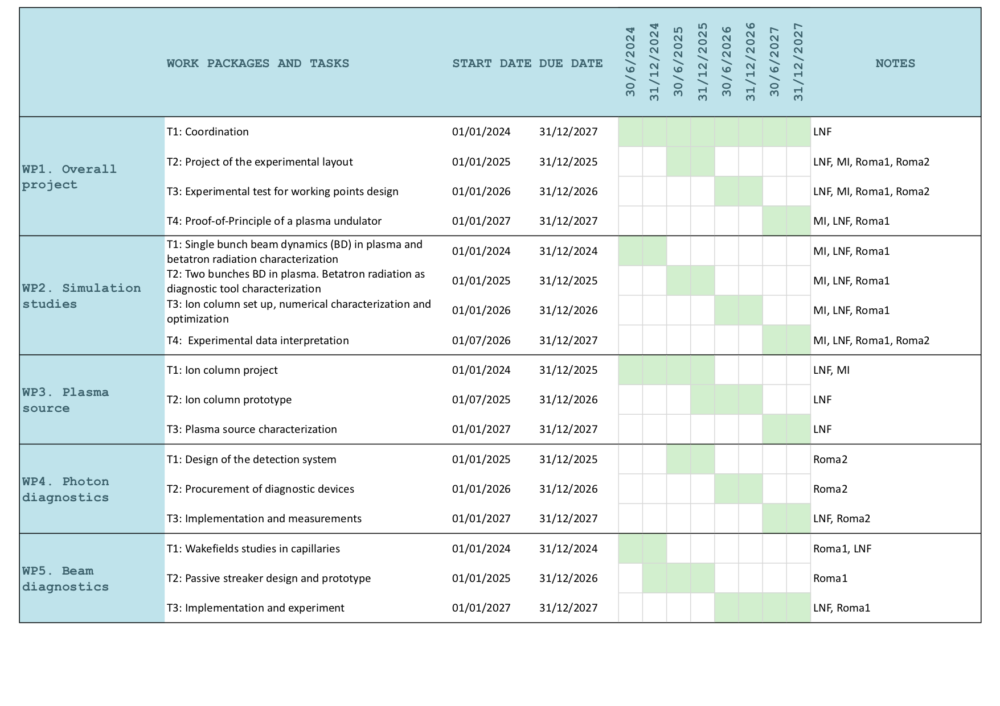 WORK PACKAGES AND TASKS START DATE DUE DATE 30/6/2024 31/12/2024 30/6/2025 31/12/2025 30/6/2026 31/12/2026 30/6/2027 31/12/2027 NOTES
WP1. Overall
project
T1: Coordination 01/01/2024 31/12/2027 LNF
T2: Project of the experimental layout 01/01/2025 31/12/2025 LNF, MI, Roma1, Roma2
T3: Experimental test for working points design 01/01/2026 31/12/2026 LNF, MI, Roma1, Roma2
T4: Proof-of-Principle of a plasma undulator 01/01/2027 31/12/2027 MI, LNF, Roma1
WP2. Simulation
studies
T1: Single bunch beam dynamics (BD) in plasma and
betatron radiation characterization 01/01/2024 31/12/2024 MI, LNF, Roma1
T2: Two bunches BD in plasma. Betatron radiation as
diagnostic tool characterization 01/01/2025 31/12/2025 MI, LNF, Roma1
T3: Ion column set up, numerical characterization and
optimization 01/01/2026 31/12/2026 MI, LNF, Roma1
T4: Experimental data interpretation 01/07/2026 31/12/2027 MI, LNF, Roma1, Roma2
WP3. Plasma
source
T1: Ion column project 01/01/2024 31/12/2025 LNF, MI
T2: Ion column prototype 01/07/2025 31/12/2026 LNF
T3: Plasma source characterization 01/01/2027 31/12/2027 LNF
WP4. Photon
diagnostics
T1: Design of the detection system 01/01/2025 31/12/2025 Roma2
T2: Procurement of diagnostic devices 01/01/2026 31/12/2026 Roma2
T3: Implementation and measurements 01/01/2027 31/12/2027 LNF, Roma2
WP5. Beam
diagnostics
T1: Wakefields studies in capillaries 01/01/2024 31/12/2024 Roma1, LNF
T2: Passive streaker design and prototype 01/01/2025 31/12/2026 Roma1
T3: Implementation and experiment 01/01/2027 31/12/2027 LNF, Roma1